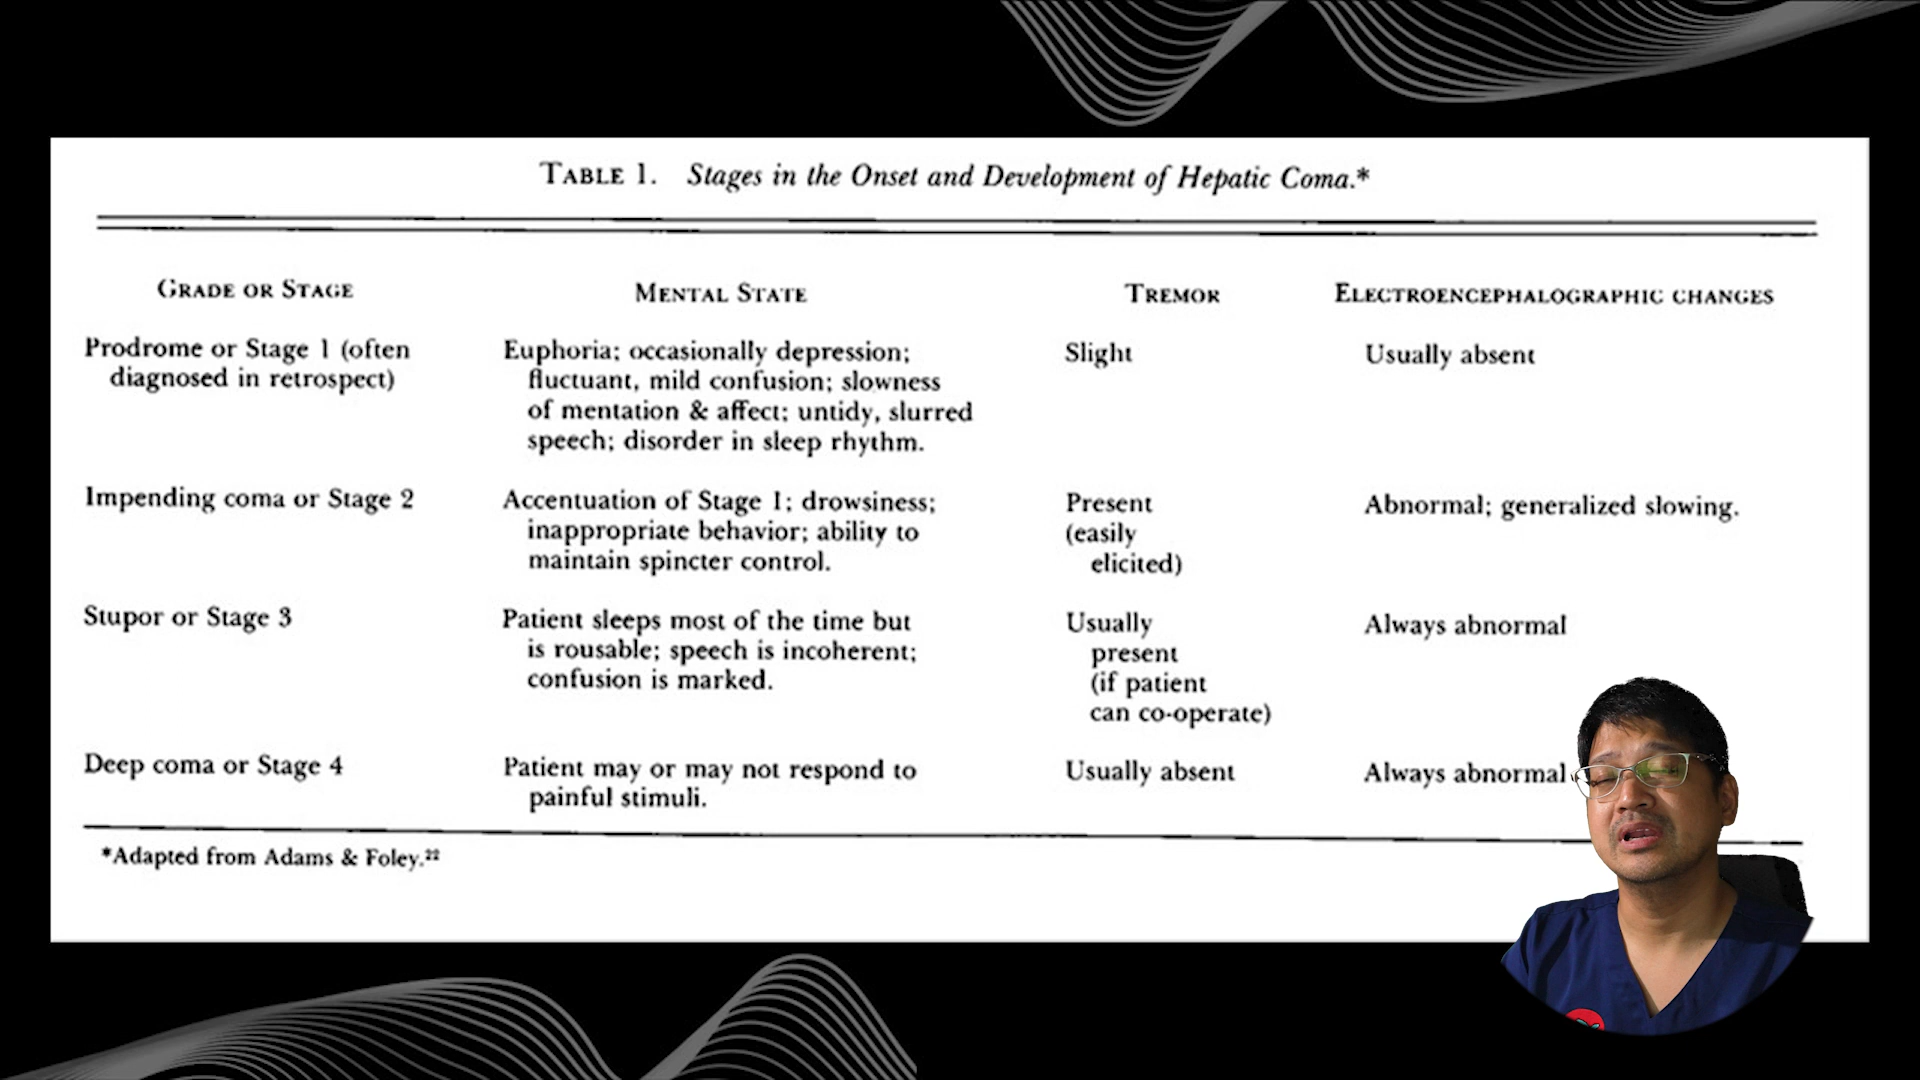 TABLE 1. Stages in the Onset and Development of Hepatic Coma.*
GRADE OR STAGE
MENTAL STATE
TREMOR
ELECTROENCEPHALOGRAPHIC CHANGES
Prodrome or Stage 1 (often
diagnosed in retrospect)
Euphoria; occasionally depression;
fluctuant, mild confusion; slowness
of mentation & affect; untidy, slurred
speech; disorder in sleep rhythm.
Slight
Usually absent
Impending coma or Stage 2
Accentuation of Stage 1; drowsiness;
inappropriate behavior; ability to
maintain spincter control.
Present
(easily
elicited)
Abnormal; generalized slowing.
Stupor or Stage 3
Patient sleeps most of the time but
is rousable; speech is incoherent;
confusion is marked.
Usually
present
(if patient
can co-operate)
Always abnormal
Deep coma or Stage 4
Patient may or may not respond to
painful stimuli.
Usually absent
Always abnormal
*Adapted from Adams & Foley.²²